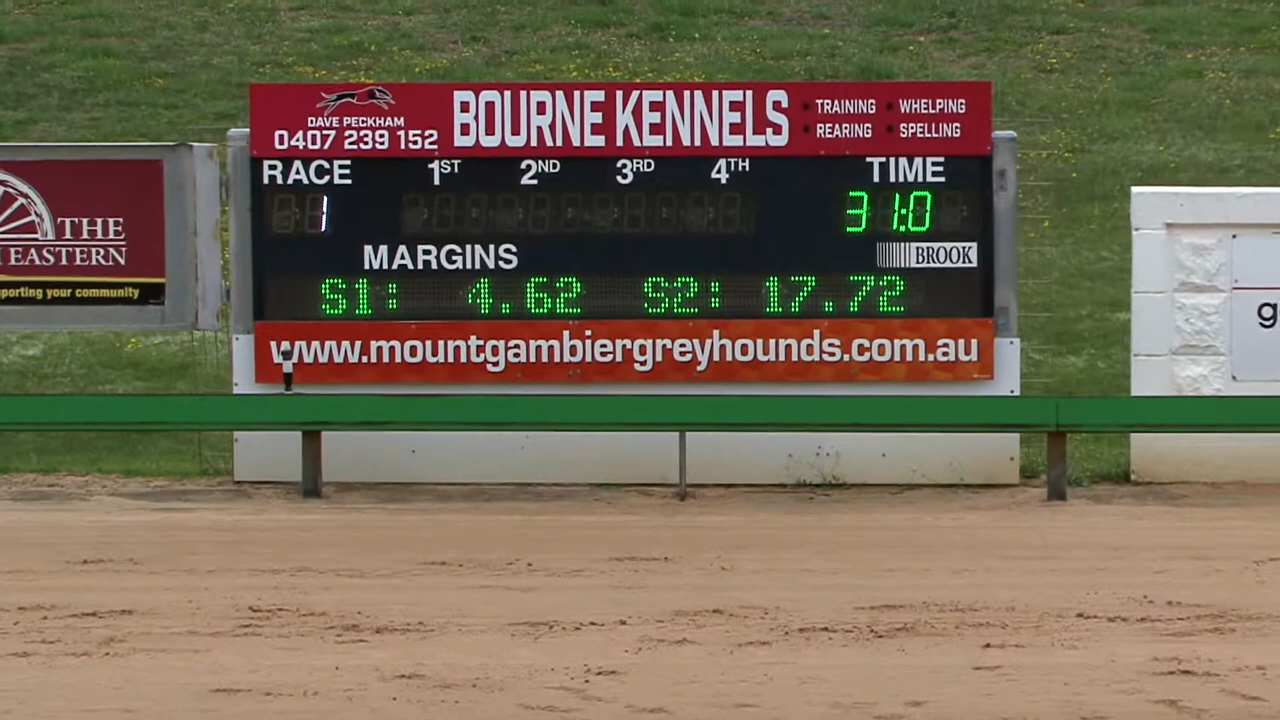 DAVE PECKHAM
0407 239 152
BOURNE KENNELS
TRAINING WHELPING
REARING SPELLING
RACE 1ST 2ND 3RD 4TH TIME
1 31:0
MARGINS
BROOK
S1: 4.62 S2: 17.72
www.mountgambiergreyhounds.com.au
THE
EASTERN
porting your community
g